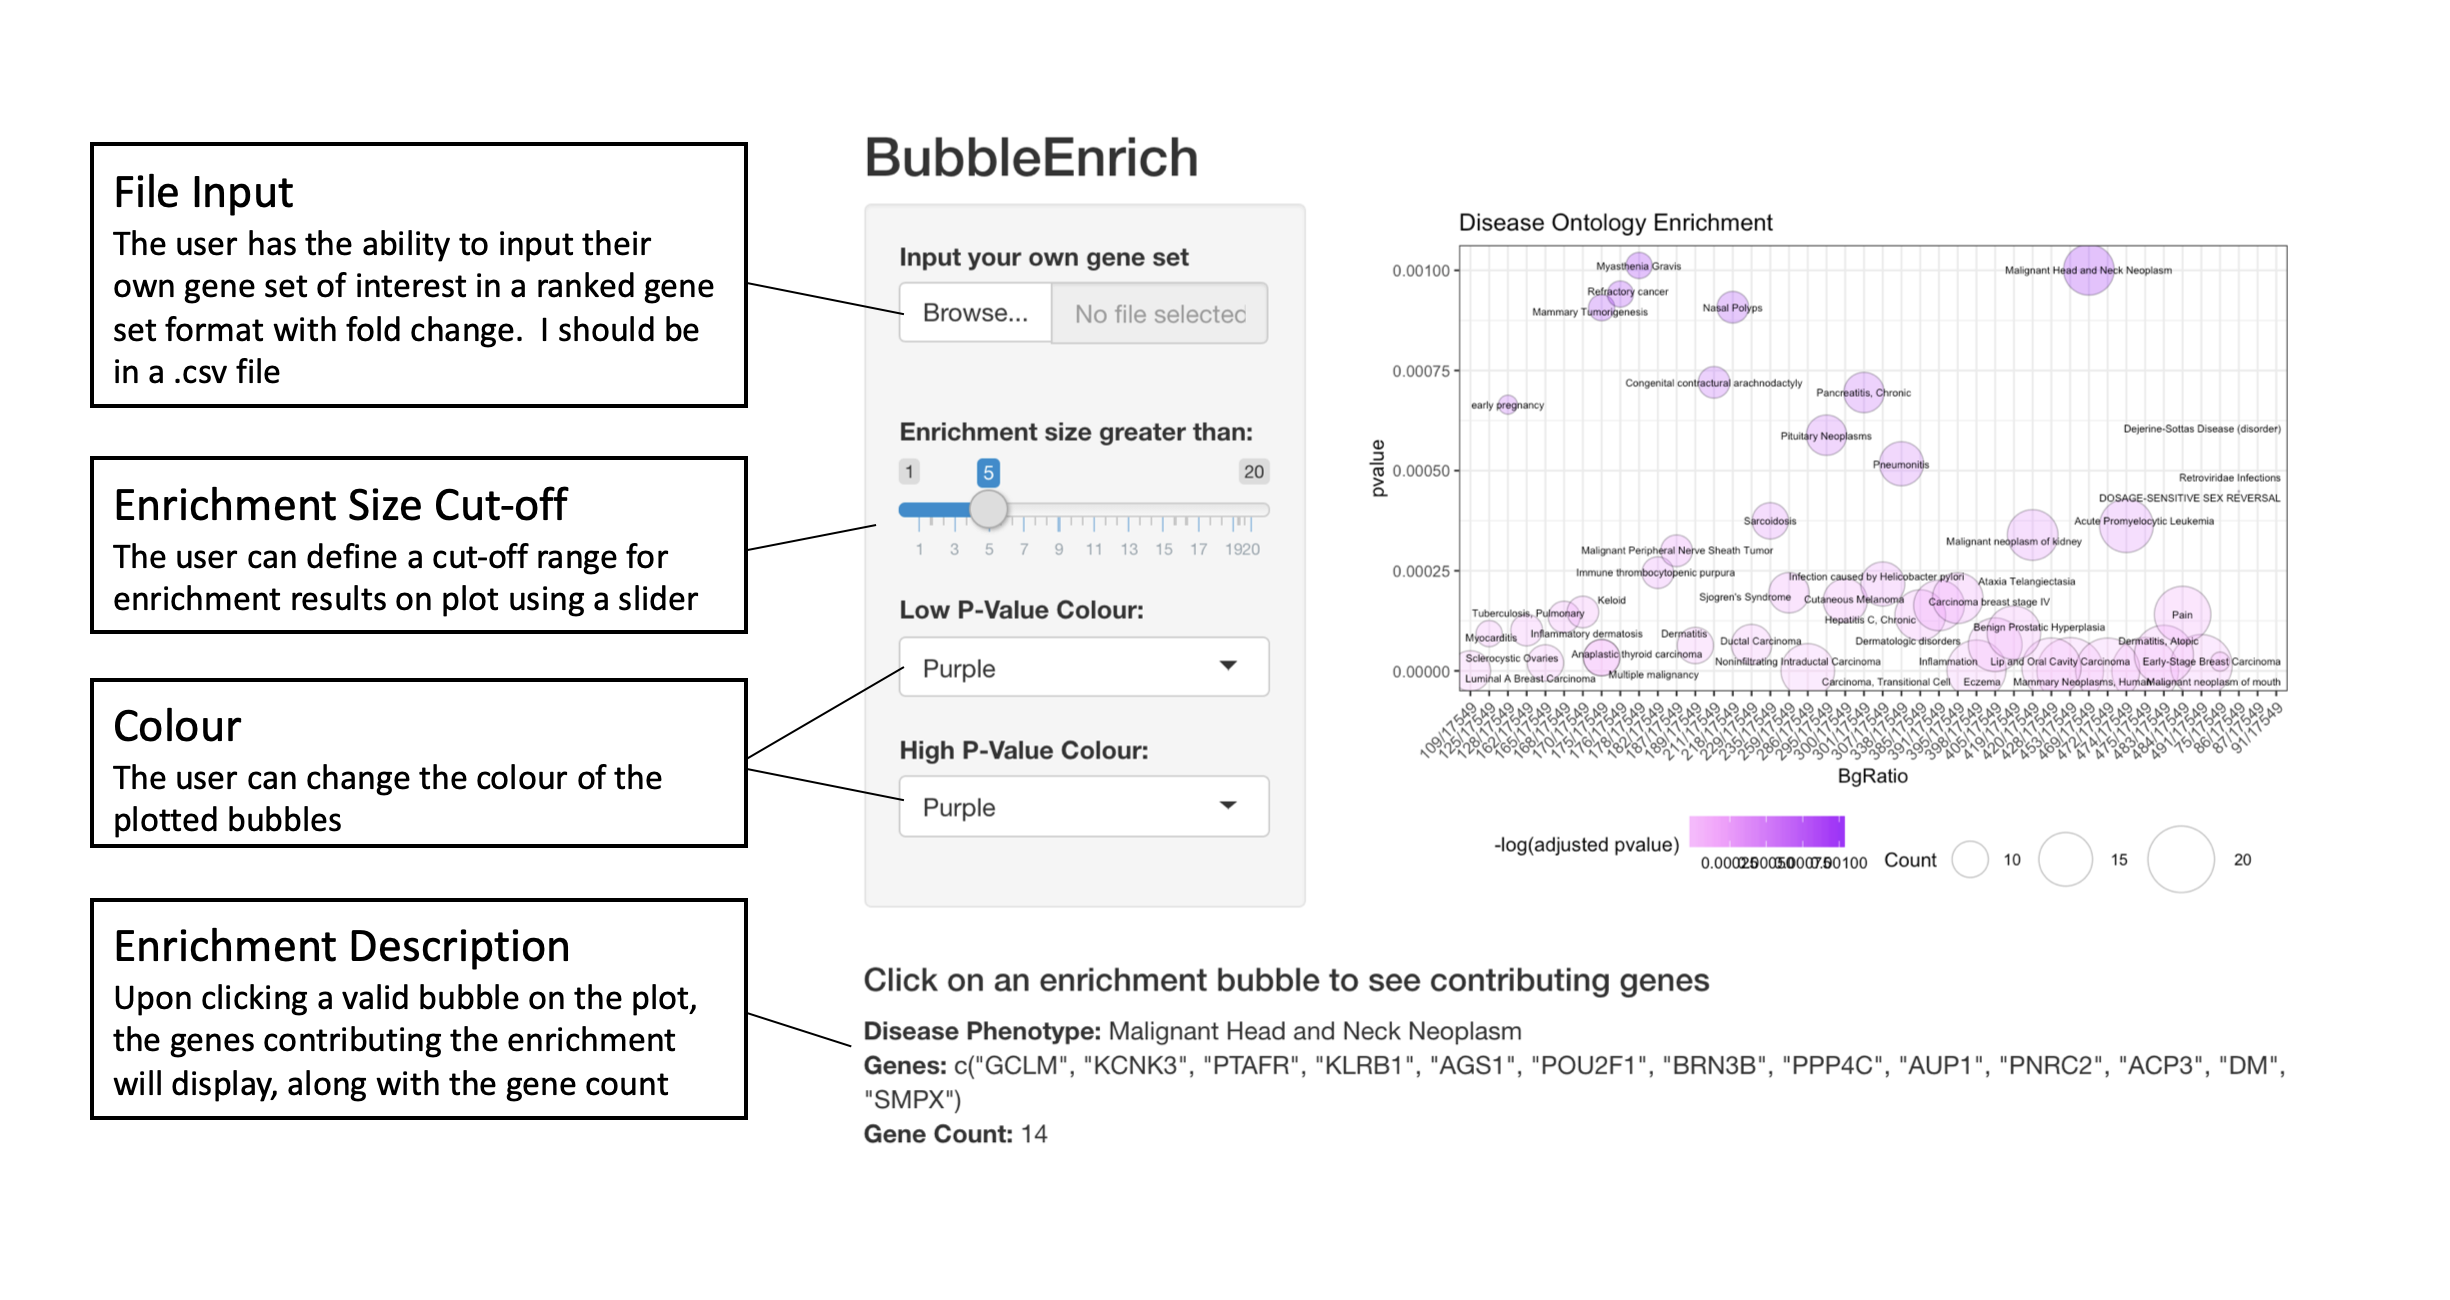 File Input
The user has the ability to input their
own gene set of interest in a ranked gene
set format with fold change.  I should be
in a .csv file
Enrichment Size Cut-off
The user can define a cut-off range for
enrichment results on plot using a slider
Colour
The user can change the colour of the
plotted bubbles
Enrichment Description
Upon clicking a valid bubble on the plot,
the genes contributing the enrichment
will display, along with the gene count
BubbleEnrich
Input your own gene set
Browse... No file selected
Enrichment size greater than:
1 5 20
1 3 5 7 9 11 13 15 17 19 20
Low P-Value Colour:
Purple
High P-Value Colour:
Purple
Disease Ontology Enrichment
pvalue
0.00100
0.00075
0.00050
0.00025
0.00000
Myasthenia Gravis
Malignant Head and Neck Neoplasm
Refractory cancer
Mammary Tumorigenesis
Nasal Polyps
Congenital contractural arachnodactyly
Pancreatitis, Chronic
early pregnancy
Dejerine-Sottas Disease (disorder)
Pituitary Neoplasms
Pneumonitis
Retroviridae Infections
DOSAGE-SENSITIVE SEX REVERSAL
Sarcoidosis
Acute Promyelocytic Leukemia
Malignant neoplasm of kidney
Malignant Peripheral Nerve Sheath Tumor
Immune thrombocytopenic purpura
Infection caused by Helicobacter pylori
Ataxia Telangiectasia
Sjogren's Syndrome
Cutaneous Melanoma
Carcinoma breast stage IV
Keloid
Tuberculosis, Pulmonary
Pain
Hepatitis C, Chronic
Benign Prostatic Hyperplasia
Myocarditis
Inflammatory dermatosis
Dermatitis
Ductal Carcinoma
Dermatologic disorders
Dermatitis, Atopic
Sclerocystic Ovaries
Anaplastic thyroid carcinoma
Noninfiltrating Intraductal Carcinoma
Inflammation
Lip and Oral Cavity Carcinoma
Early-Stage Breast Carcinoma
Luminal A Breast Carcinoma
Multiple malignancy
Carcinoma, Transitional Cell
Eczema
Mammary Neoplasms, Human
Malignant neoplasm of mouth
109/17549
125/17549
128/17549
162/17549
165/17549
168/17549
170/17549
175/17549
176/17549
178/17549
182/17549
187/17549
189/17549
211/17549
218/17549
229/17549
235/17549
259/17549
286/17549
295/17549
300/17549
301/17549
307/17549
338/17549
385/17549
391/17549
395/17549
398/17549
405/17549
419/17549
420/17549
428/17549
453/17549
469/17549
472/17549
474/17549
475/17549
483/17549
484/17549
491/17549
75/17549
86/17549
87/17549
91/17549
BgRatio
-log(adjusted pvalue)
0.00025 0.00050 0.00075 0.00100
Count 10 15 20
Click on an enrichment bubble to see contributing genes
Disease Phenotype: Malignant Head and Neck Neoplasm
Genes: c("GCLM", "KCNK3", "PTAFR", "KLRB1", "AGS1", "POU2F1", "BRN3B", "PPP4C", "AUP1", "PNRC2", "ACP3", "DM",
"SMPX")
Gene Count: 14